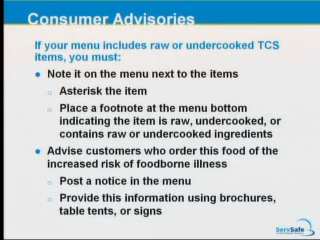 Consumer Advisories
If your menu includes raw or undercooked TCS
items, you must:
Note it on the menu next to the items
Asterisk the item
Place a footnote at the menu bottom
indicating the item is raw, undercooked, or
contains raw or undercooked ingredients
Advise customers who order this food of the
increased risk of foodborne illness
Post a notice in the menu
Provide this information using brochures,
table tents, or signs
ServSafe